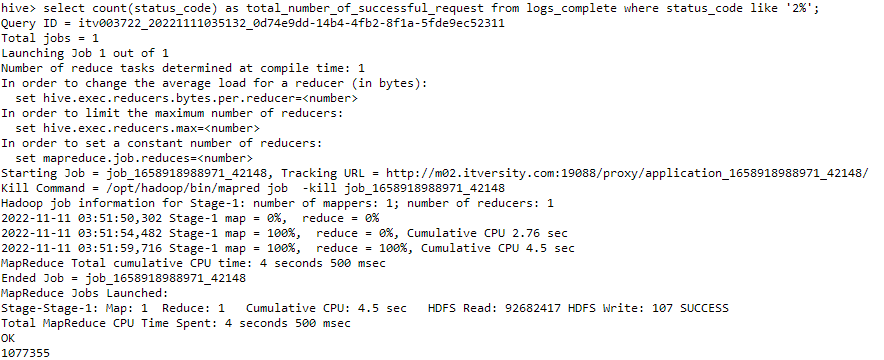 hive> select count(status_code) as total_number_of_successful_request from logs_complete where status_code like '2%';
Query ID = itv003722_20221111035132_0d74e9dd-14b4-4fb2-8f1a-5fde9ec52311
Total jobs = 1
Launching Job 1 out of 1
Number of reduce tasks determined at compile time: 1
In order to change the average load for a reducer (in bytes):
  set hive.exec.reducers.bytes.per.reducer=<number>
In order to limit the maximum number of reducers:
  set hive.exec.reducers.max=<number>
In order to set a constant number of reducers:
  set mapreduce.job.reduces=<number>
Starting Job = job_1658918988971_42148, Tracking URL = http://m02.itversity.com:19088/proxy/application_1658918988971_42148/
Kill Command = /opt/hadoop/bin/mapred job  -kill job_1658918988971_42148
Hadoop job information for Stage-1: number of mappers: 1; number of reducers: 1
2022-11-11 03:51:50,302 Stage-1 map = 0%,  reduce = 0%
2022-11-11 03:51:54,482 Stage-1 map = 100%,  reduce = 0%, Cumulative CPU 2.76 sec
2022-11-11 03:51:59,716 Stage-1 map = 100%,  reduce = 100%, Cumulative CPU 4.5 sec
MapReduce Total cumulative CPU time: 4 seconds 500 msec
Ended Job = job_1658918988971_42148
MapReduce Jobs Launched:
Stage-Stage-1: Map: 1  Reduce: 1   Cumulative CPU: 4.5 sec   HDFS Read: 92682417 HDFS Write: 107 SUCCESS
Total MapReduce CPU Time Spent: 4 seconds 500 msec
OK
1077355